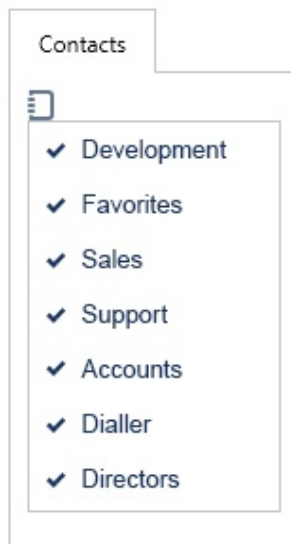 Contacts
Development
Favorites
Sales
Support
Accounts
Dialler
Directors